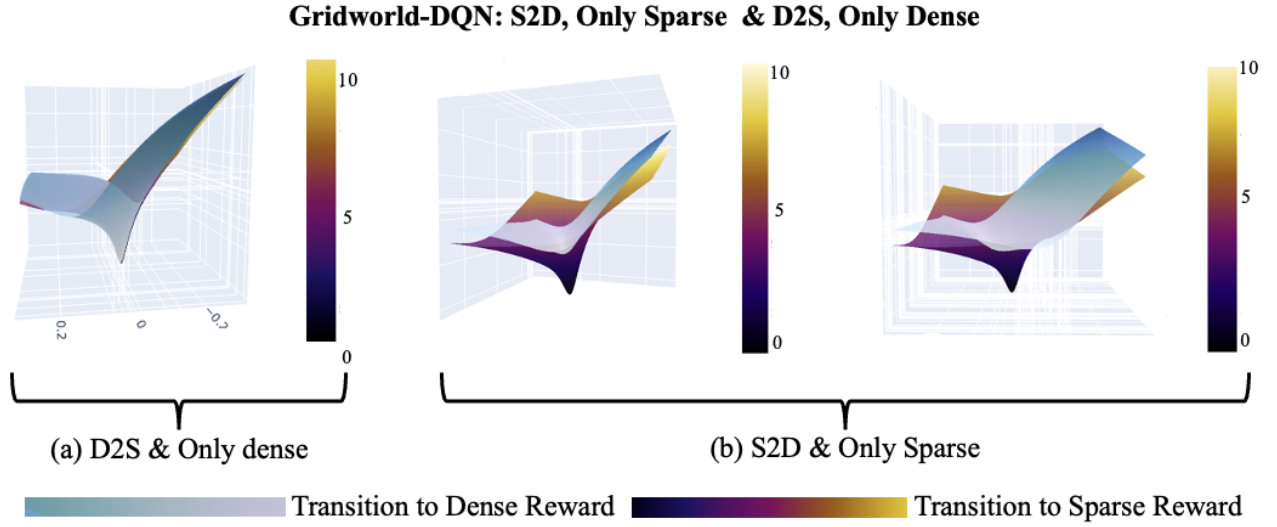 Gridworld-DQN: S2D, Only Sparse & D2S, Only Dense
10
5
0
0.2
0
−0.2
10
5
0
10
5
0
(a) D2S & Only dense
(b) S2D & Only Sparse
Transition to Dense Reward
Transition to Sparse Reward